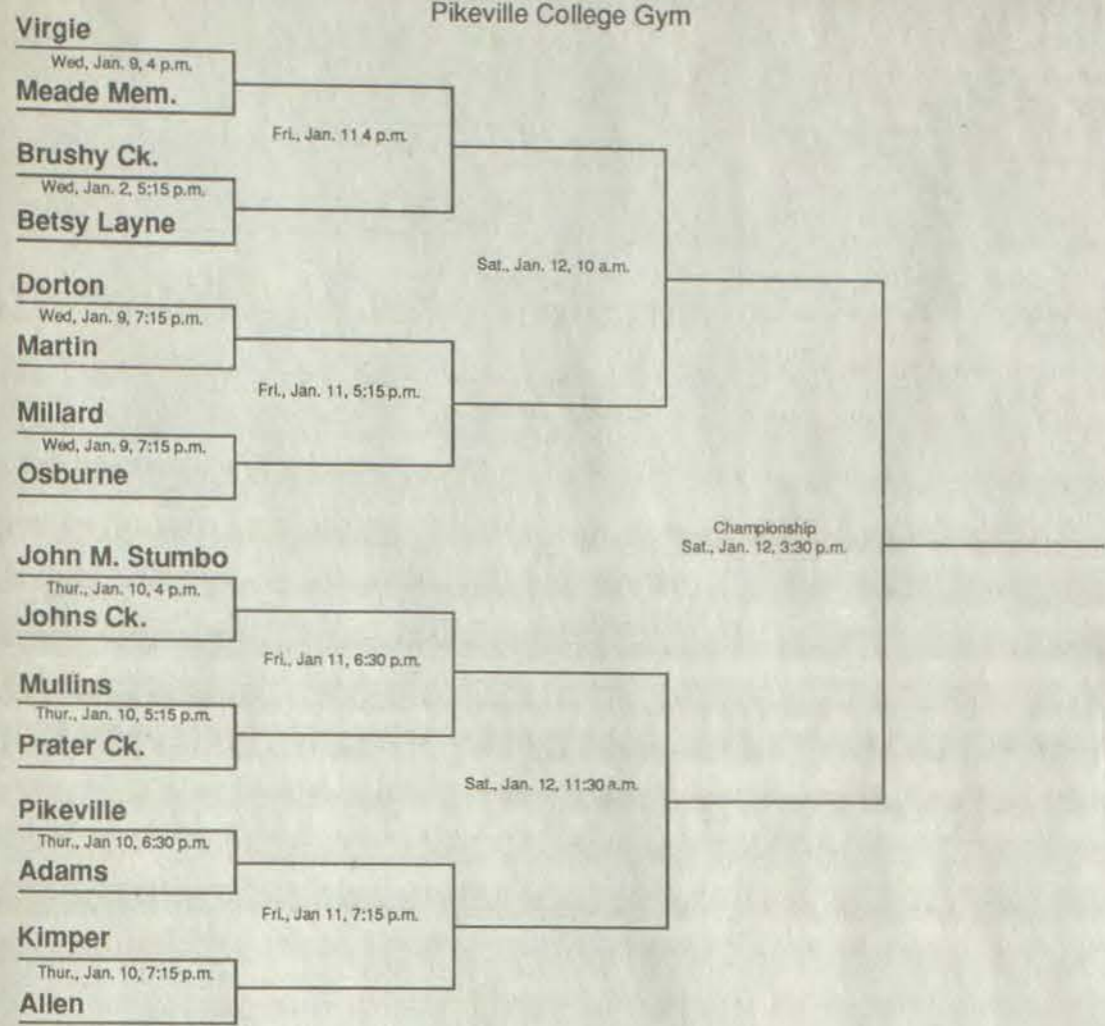 Pikeville College Gym
Virgie
Wed, Jan. 9, 4 p.m.
Meade Mem.
Fri., Jan. 11 4 p.m.
Brushy Ck.
Wed, Jan. 2, 5:15 p.m.
Betsy Layne
Sat., Jan. 12, 10 a.m.
Dorton
Wed, Jan. 9, 7:15 p.m.
Martin
Fri., Jan. 11, 5:15 p.m.
Millard
Wed, Jan. 9, 7:15 p.m.
Osburne
Championship
Sat., Jan. 12, 3:30 p.m.
John M. Stumbo
Thur., Jan. 10, 4 p.m.
Johns Ck.
Fri., Jan 11, 6:30 p.m.
Mullins
Thur., Jan. 10, 5:15 p.m.
Prater Ck.
Sat., Jan. 12, 11:30 a.m.
Pikeville
Thur., Jan 10, 6:30 p.m.
Adams
Fri., Jan 11, 7:15 p.m.
Kimper
Thur., Jan. 10, 7:15 p.m.
Allen